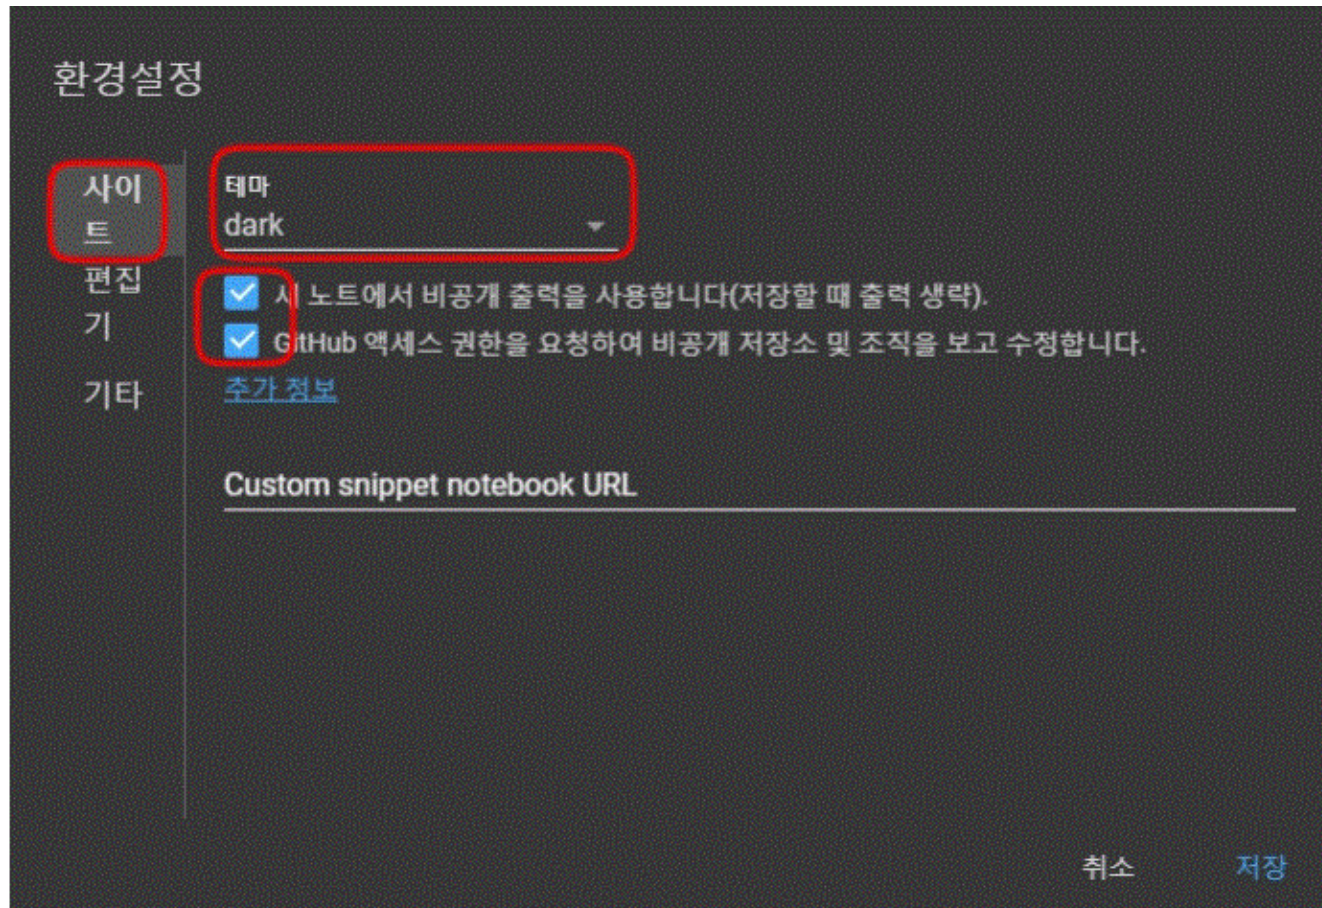 환경설정
사이
트
편집
기
기타
테마
dark
새 노트에서 비공개 출력을 사용합니다(저장할 때 출력 생략).
GitHub 액세스 권한을 요청하여 비공개 저장소 및 조직을 보고 수정합니다.
추가 정보
Custom snippet notebook URL
취소
저장